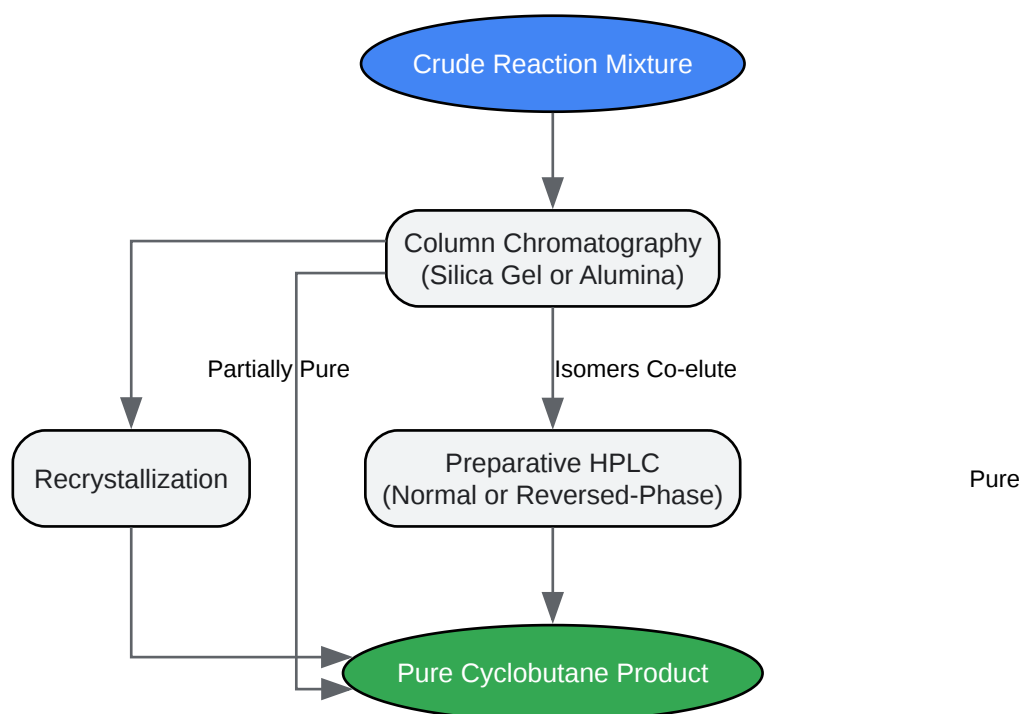 Crude Reaction Mixture
Column Chromatography
(Silica Gel or Alumina)
Partially Pure
Isomers Co-elute
Recrystallization
Preparative HPLC
(Normal or Reversed-Phase)
Pure
Pure Cyclobutane Product